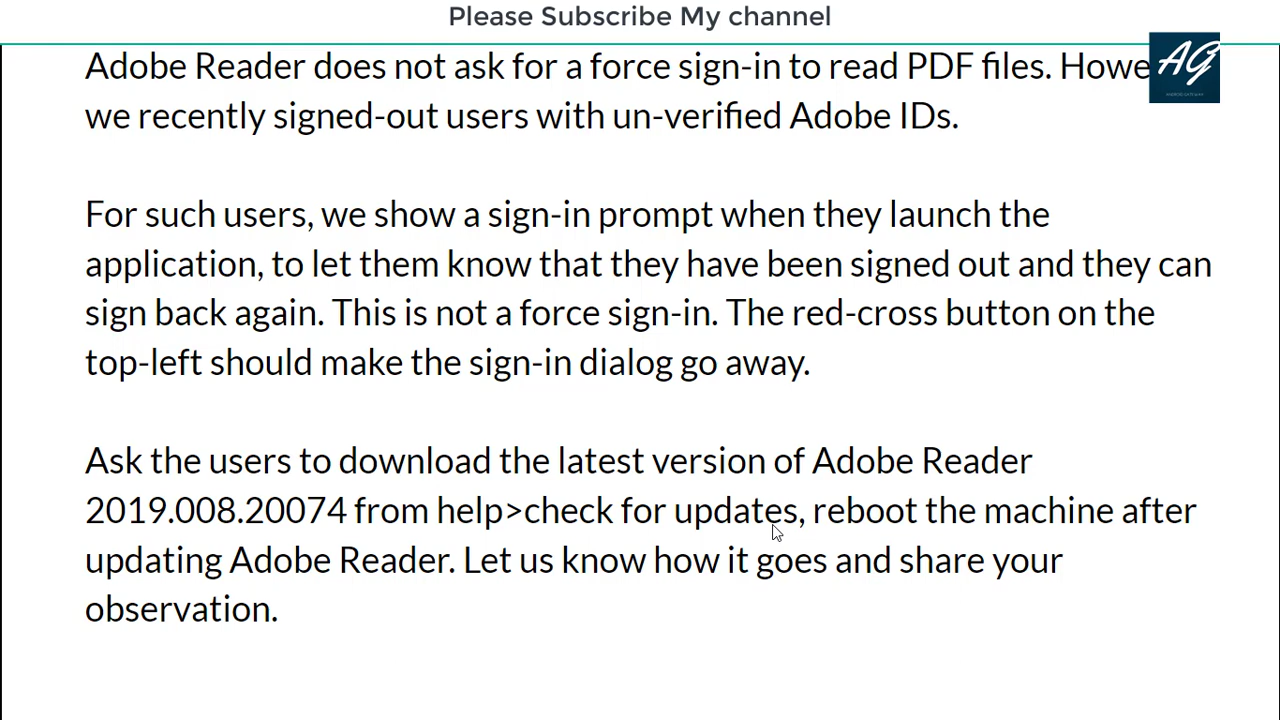 Please Subscribe My channel
Adobe Reader does not ask for a force sign-in to read PDF files. Howe
AG
we recently signed-out users with un-verified Adobe IDs.
For such users, we show a sign-in prompt when they launch the
application, to let them know that they have been signed out and they can
sign back again. This is not a force sign-in. The red-cross button on the
top-left should make the sign-in dialog go away.
Ask the users to download the latest version of Adobe Reader
2019.008.20074 from help>check for updates, reboot the machine after
updating Adobe Reader. Let us know how it goes and share your
observation.